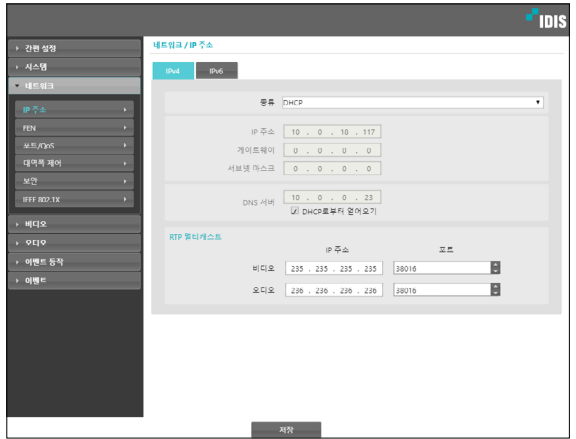 IDIS
간편 설정
시스템
네트워크
IP 주소
FEN
포트/QoS
대역폭 제어
보안
IEEE 802.1X
비디오
오디오
이벤트 동작
이벤트
네트워크 / IP 주소
IPv4 IPv6
종류 DHCP
IP 주소 10 . 0 . 18 . 117
게이트웨이 0 . 0 . 0 . 0
서브넷 마스크 0 . 0 . 0 . 0
DNS 서버 10 . 0 . 0 . 23
DHCP로부터 얻어오기
RTP 멀티캐스트
IP 주소 포트
비디오 235 . 235 . 235 . 235 38016
오디오 236 . 236 . 236 . 236 38016
저장